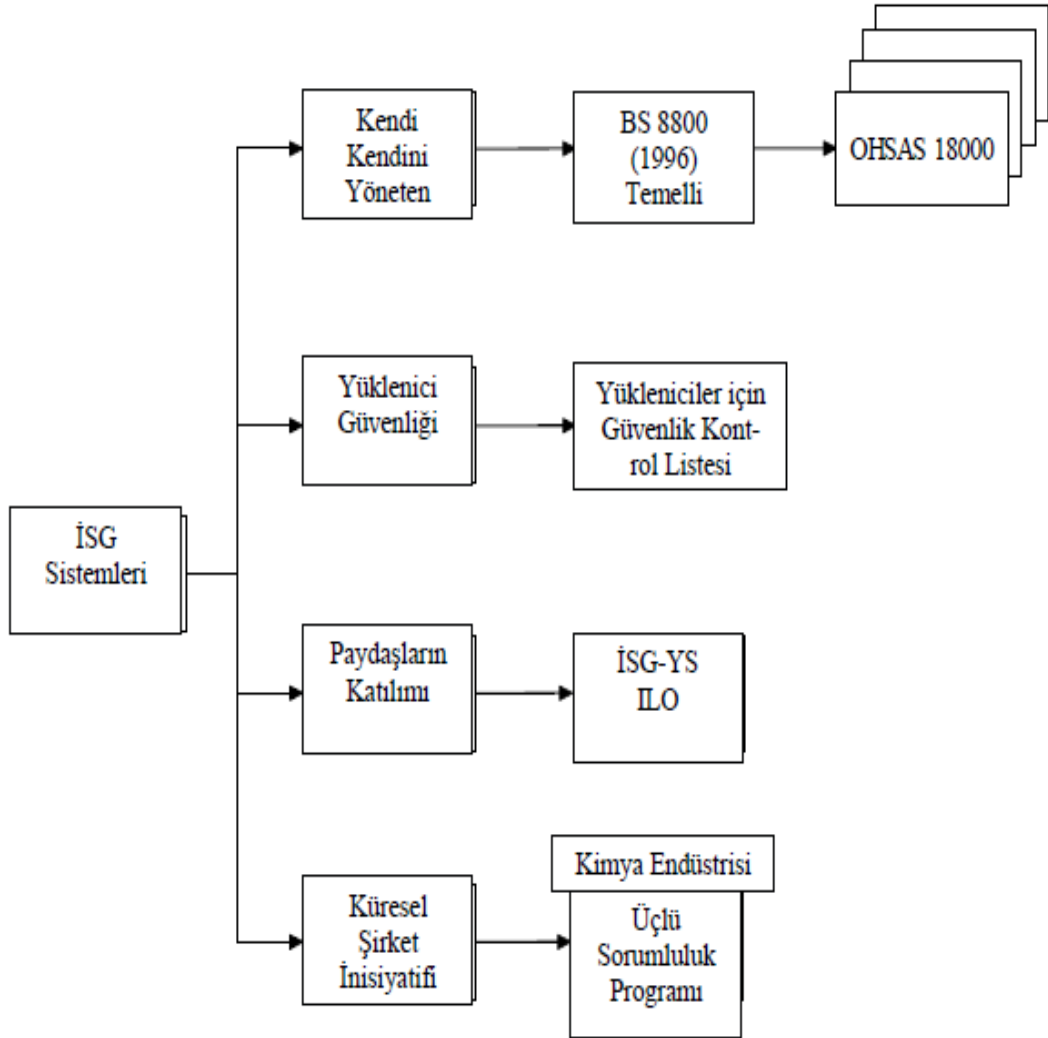 Kendi
Kendini
Yöneten
BS 8800
(1996)
Temelli
OHSAS 18000
Yüklenici
Güvenliği
Yükleniciler için
Güvenlik Kont-
rol Listesi
İSG
Sistemleri
Paydaşların
Katılımı
İSG-YS
ILO
Küresel
Şirket
İnisiyatifi
Kimya Endüstrisi
Üçlü
Sorumluluk
Programı